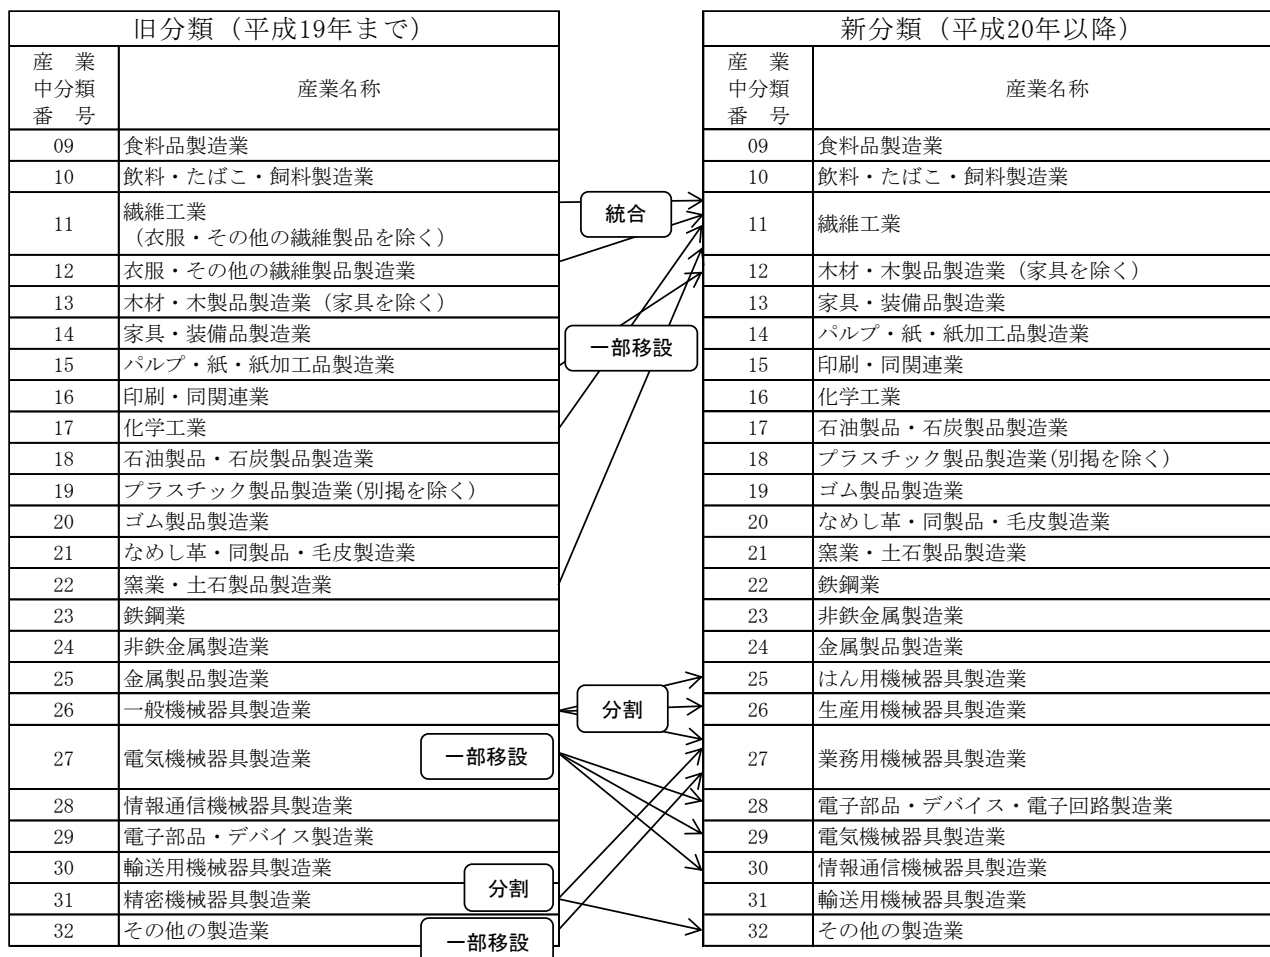 旧分類（平成19年まで）
産　業
中分類
番　号
産業名称
09 食料品製造業
10 飲料・たばこ・飼料製造業
11 繊維工業
（衣服・その他の繊維製品を除く）
12 衣服・その他の繊維製品製造業
13 木材・木製品製造業（家具を除く）
14 家具・装備品製造業
15 パルプ・紙・紙加工品製造業
16 印刷・同関連業
17 化学工業
18 石油製品・石炭製品製造業
19 プラスチック製品製造業(別掲を除く)
20 ゴム製品製造業
21 なめし革・同製品・毛皮製造業
22 窯業・土石製品製造業
23 鉄鋼業
24 非鉄金属製造業
25 金属製品製造業
26 一般機械器具製造業
27 電気機械器具製造業
28 情報通信機械器具製造業
29 電子部品・デバイス製造業
30 輸送用機械器具製造業
31 精密機械器具製造業
32 その他の製造業
統合
一部移設
分割
一部移設
分割
一部移設
新分類（平成20年以降）
産　業
中分類
番　号
産業名称
09 食料品製造業
10 飲料・たばこ・飼料製造業
11 繊維工業
12 木材・木製品製造業（家具を除く）
13 家具・装備品製造業
14 パルプ・紙・紙加工品製造業
15 印刷・同関連業
16 化学工業
17 石油製品・石炭製品製造業
18 プラスチック製品製造業(別掲を除く)
19 ゴム製品製造業
20 なめし革・同製品・毛皮製造業
21 窯業・土石製品製造業
22 鉄鋼業
23 非鉄金属製造業
24 金属製品製造業
25 はん用機械器具製造業
26 生産用機械器具製造業
27 業務用機械器具製造業
28 電子部品・デバイス・電子回路製造業
29 電気機械器具製造業
30 情報通信機械器具製造業
31 輸送用機械器具製造業
32 その他の製造業